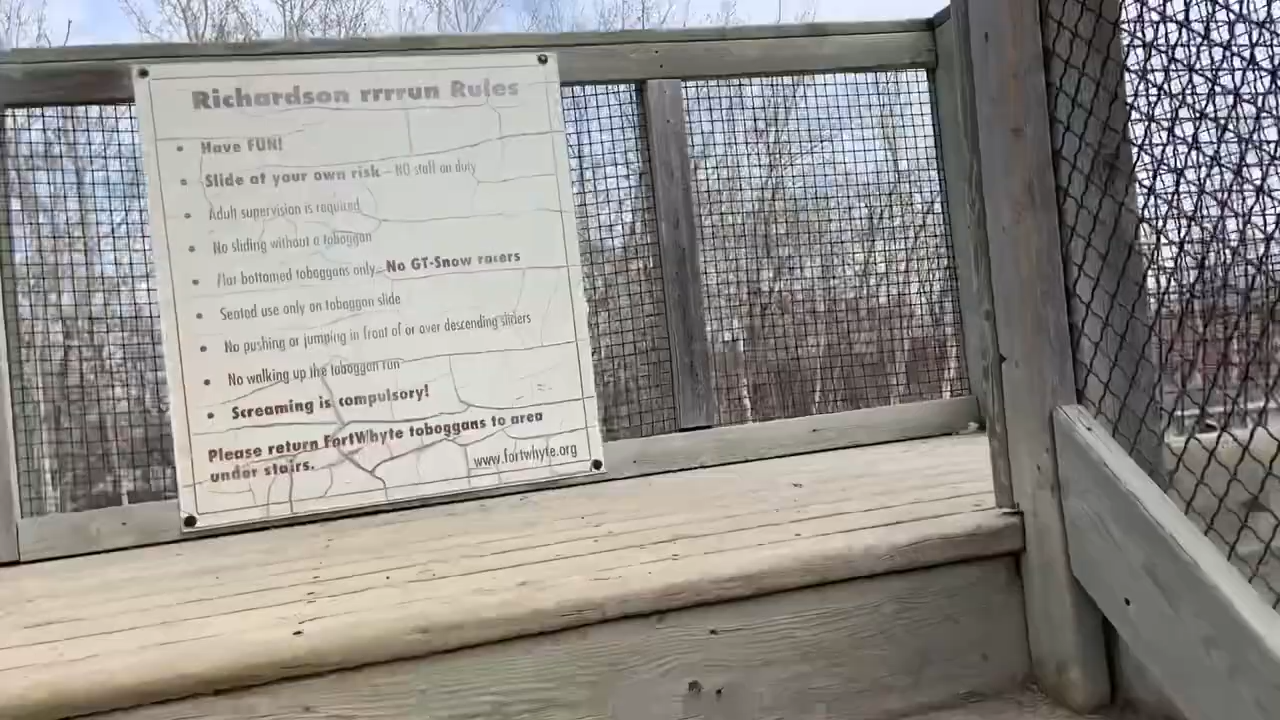 Richardson rrrrun Rules
• Have FUN!
• Slide at your own risk – NO staff on duty
• Adult supervision is required
• No sliding without a toboggan
• Flat bottomed toboggans only – No GT-Snow racers
• Seated use only on toboggan slide
• No pushing or jumping in front of or over descending sliders
• No walking up the toboggan run
• Screaming is compulsory!
Please return FortWhyte toboggans to area
under stairs.
www.fortwhyte.org